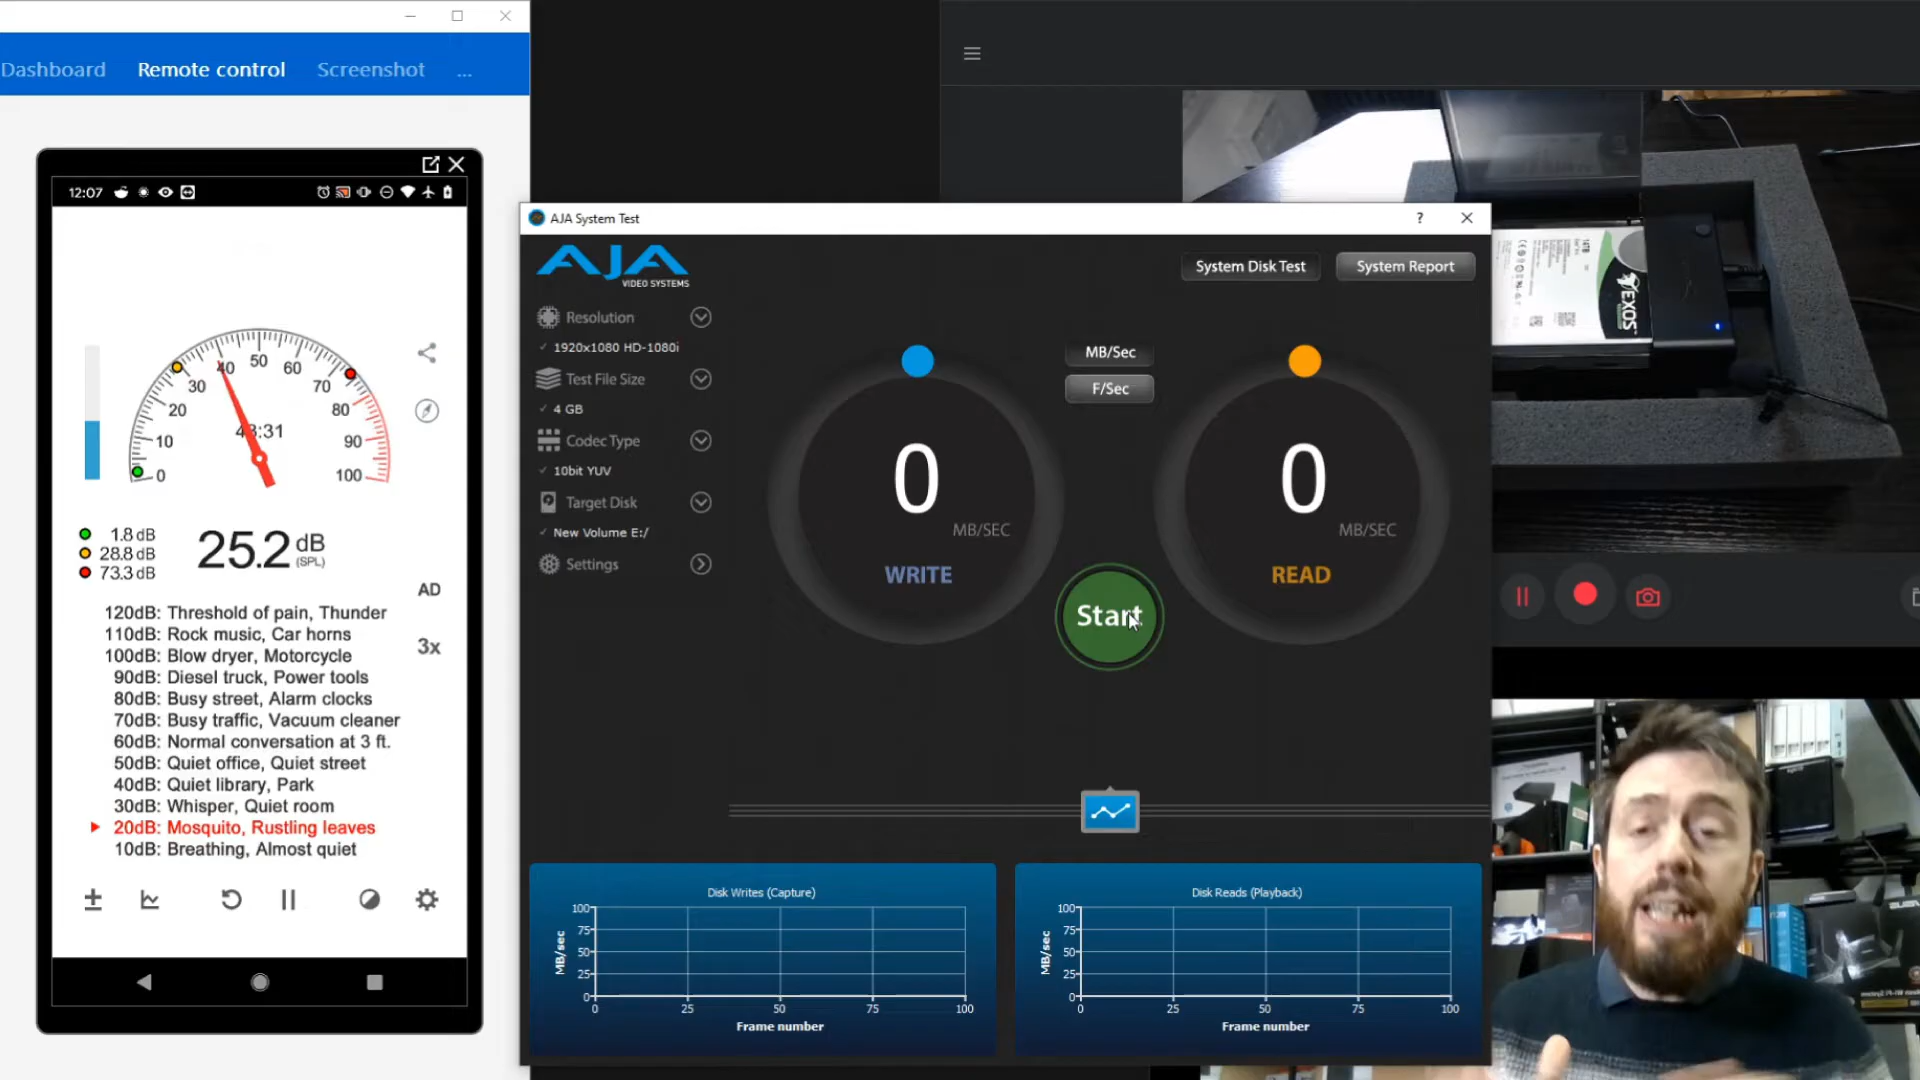 Dashboard Remote control Screenshot ...
12:07
0 10 20 30 40 50 60 70 80 90 100
1.8 dB
28.8 dB
73.3 dB
25.2 dB
(SPL)
AD
3x
120dB: Threshold of pain, Thunder
110dB: Rock music, Car horns
100dB: Blow dryer, Motorcycle
90dB: Diesel truck, Power tools
80dB: Busy street, Alarm clocks
70dB: Busy traffic, Vacuum cleaner
60dB: Normal conversation at 3 ft.
50dB: Quiet office, Quiet street
40dB: Quiet library, Park
30dB: Whisper, Quiet room
20dB: Mosquito, Rustling leaves
10dB: Breathing, Almost quiet
AJA System Test ?
AJA
VIDEO SYSTEMS
System Disk Test System Report
Resolution
1920x1080 HD-1080i
Test File Size
4 GB
Codec Type
10bit YUV
Target Disk
New Volume E:/
Settings
MB/Sec
F/Sec
0
MB/SEC
WRITE
0
MB/SEC
READ
Start
Disk Writes (Capture)
MB/sec
100
75
50
25
0
0 25 50 75 100
Frame number
Disk Reads (Playback)
MB/sec
100
75
50
25
0
0 25 50 75 100
Frame number
14TB
EXOS